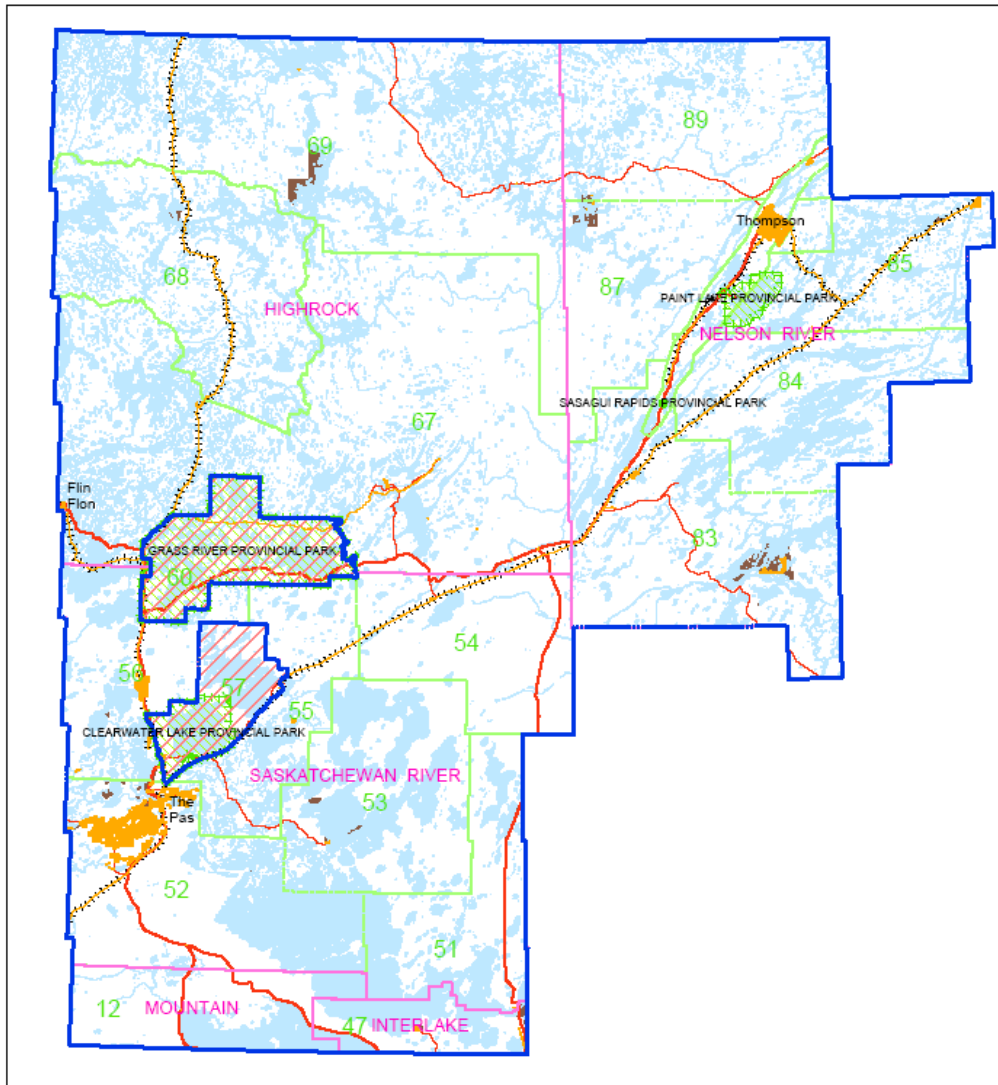 89
69
Thompson
68
87
85
PAINT LAKE PROVINCIAL PARK
HIGHROCK
NELSON RIVER
84
SASAGUI RAPIDS PROVINCIAL PARK
67
Flin
Flon
83
GRASS RIVER PROVINCIAL PARK
60
54
56
57
55
CLEARWATER LAKE PROVINCIAL PARK
SASKATCHEWAN RIVER
The
Pas
53
52
51
12
MOUNTAIN
47
INTERLAKE